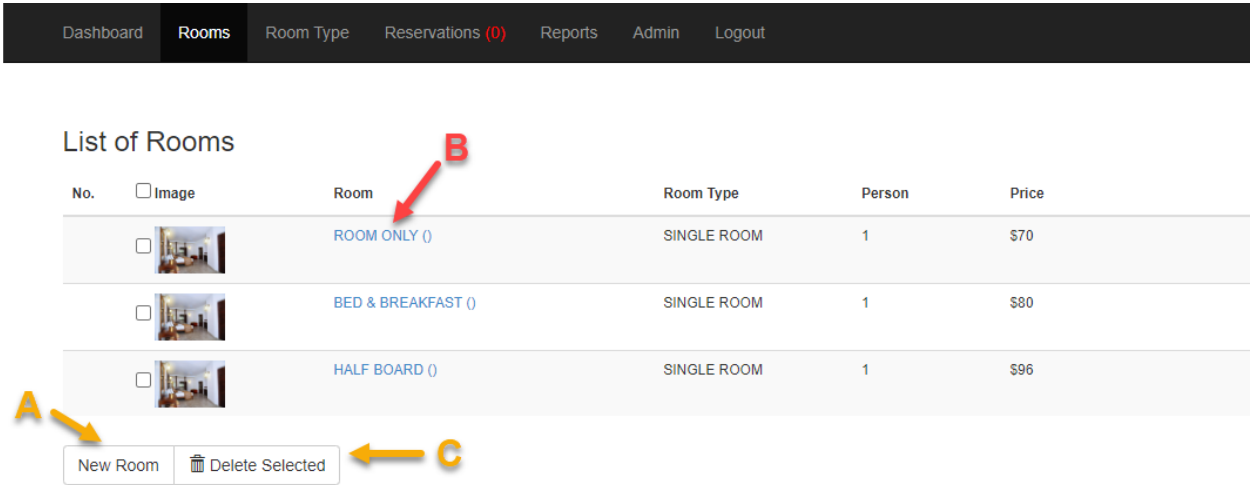 Dashboard Rooms Room Type Reservations (0) Reports Admin Logout
List of Rooms
B
No. Image Room Room Type Person Price
ROOM ONLY () SINGLE ROOM 1 $70
BED & BREAKFAST () SINGLE ROOM 1 $80
HALF BOARD () SINGLE ROOM 1 $96
A
New Room Delete Selected C